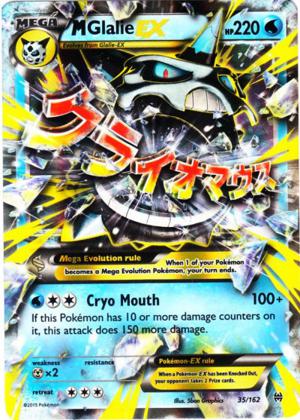 MEGA
M Glalie EX HP220
Evolves from Glalie-EX
クライオマウス
Mega Evolution rule
When 1 of your Pokémon becomes a Mega Evolution Pokémon, your turn ends.
Cryo Mouth 100+
If this Pokémon has 10 or more damage counters on
it, this attack does 150 more damage.
weakness resistance
×2
retreat
Pokémon-EX rule
When a Pokémon-EX has been Knocked Out,
your opponent takes 2 Prize cards.
©2015 Pokémon
Illus. 5ban Graphics
35/162